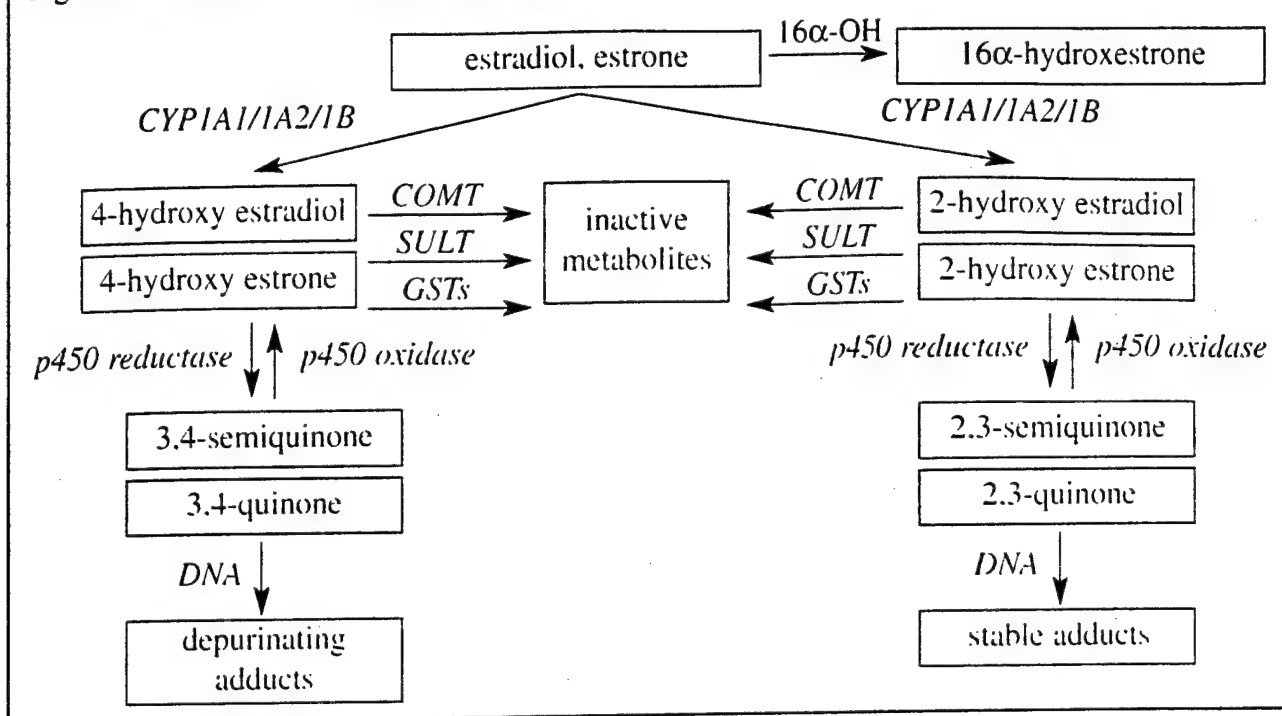 16α-OH
estradiol, estrone
16α-hydroxestrone
CYP1A1/1A2/1B
CYP1A1/1A2/1B
4-hydroxy estradiol
4-hydroxy estrone
COMT
SULT
GSTs
inactive
metabolites
COMT
SULT
GSTs
2-hydroxy estradiol
2-hydroxy estrone
p450 reductase
p450 oxidase
p450 reductase
p450 oxidase
3,4-semiquinone
3,4-quinone
2,3-semiquinone
2,3-quinone
DNA
DNA
depurinating
adducts
stable adducts